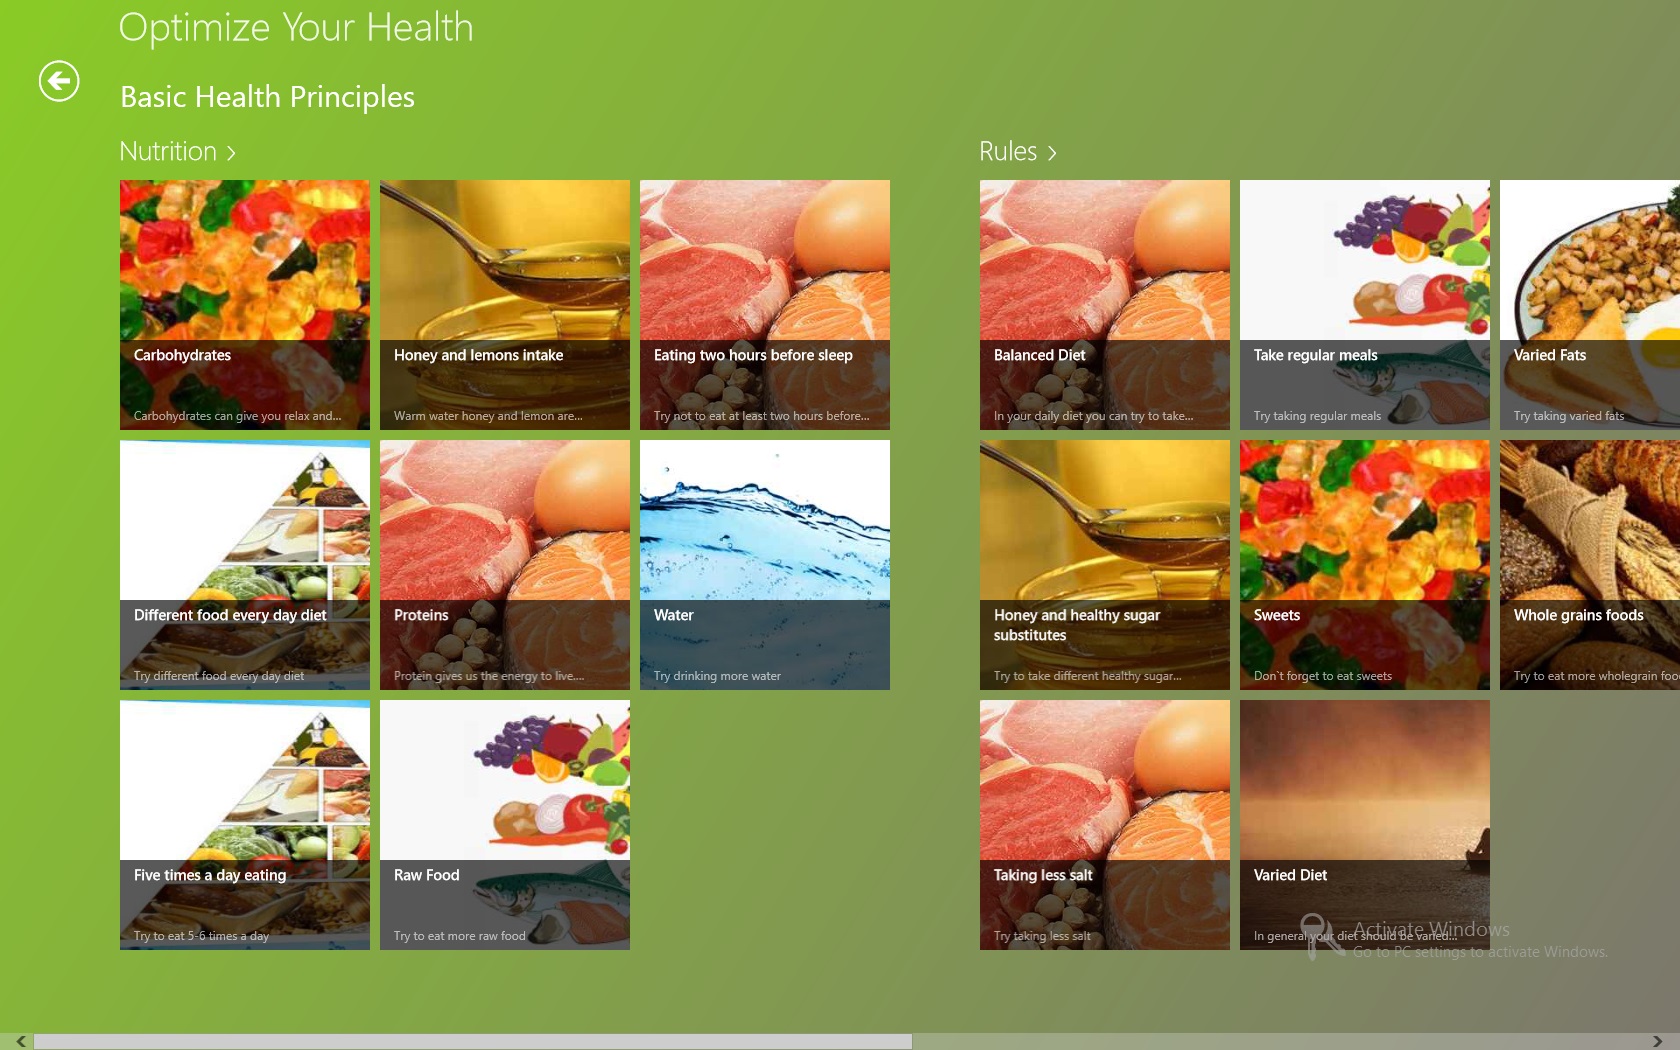 Optimize Your Health
Basic Health Principles
Nutrition
Carbohydrates
Carbohydrates can give you relax and...
Honey and lemons intake
Warm water honey and lemon are...
Eating two hours before sleep
Try not to eat at least two hours before...
Different food every day diet
Try different food every day diet
Proteins
Protein gives us the energy to live....
Water
Try drinking more water
Five times a day eating
Try to eat 5-6 times a day
Raw Food
Try to eat more raw food
Rules
Balanced Diet
In your daily diet you can try to take...
Take regular meals
Try taking regular meals
Varied Fats
Try taking varied fats
Honey and healthy sugar
substitutes
Try to take different healthy sugar...
Sweets
Don`t forget to eat sweets
Whole grains foods
Try to eat more wholegrain foo
Taking less salt
Try taking less salt
Varied Diet
In general your diet should be varied...
Activate Windows
Go to PC settings to activate Windows.